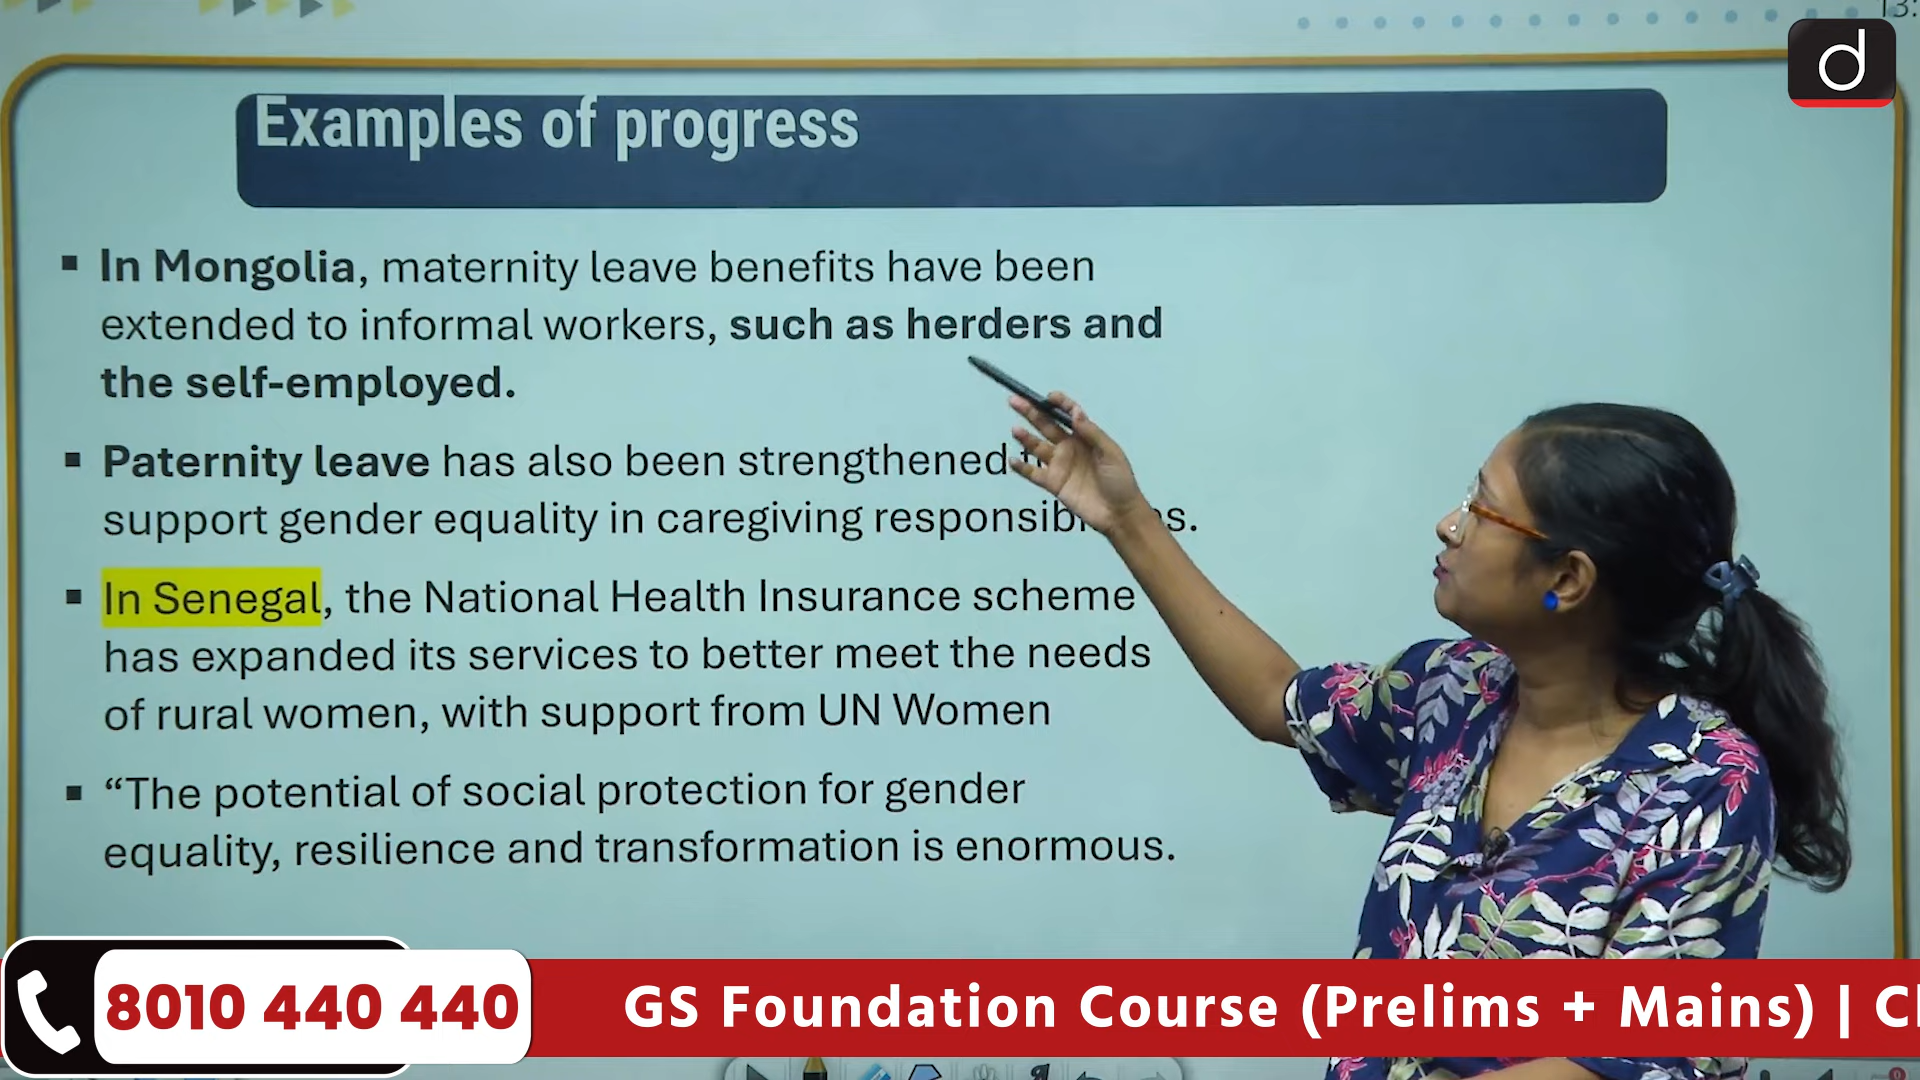 13:
d
Examples of progress
▪ In Mongolia, maternity leave benefits have been
extended to informal workers, such as herders and
the self-employed.
▪ Paternity leave has also been strengthened
support gender equality in caregiving
▪ In Senegal, the National Health Insurance scheme
has expanded its services to better meet the needs
of rural women, with support from UN Women
▪ “The potential of social protection for gender
equality, resilience and transformation is enormous.
8010 440 440
GS Foundation Course (Prelims + Mains) |